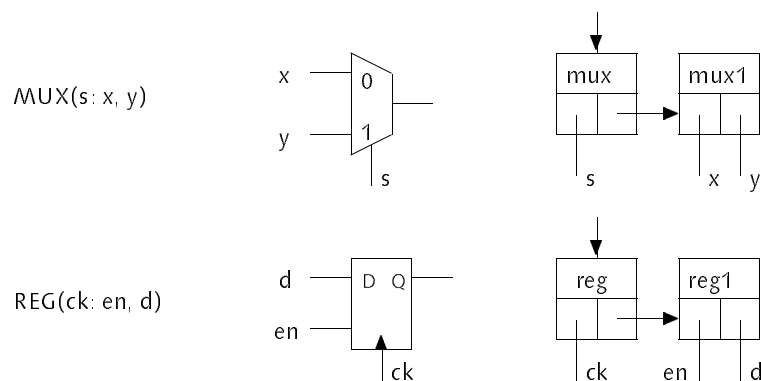 x
0
mux
mux1
MUX(s: x, y)
y
1
s
s
x
y
d
D
Q
reg
reg1
REG(ck: en, d)
en
ck
ck
en
d